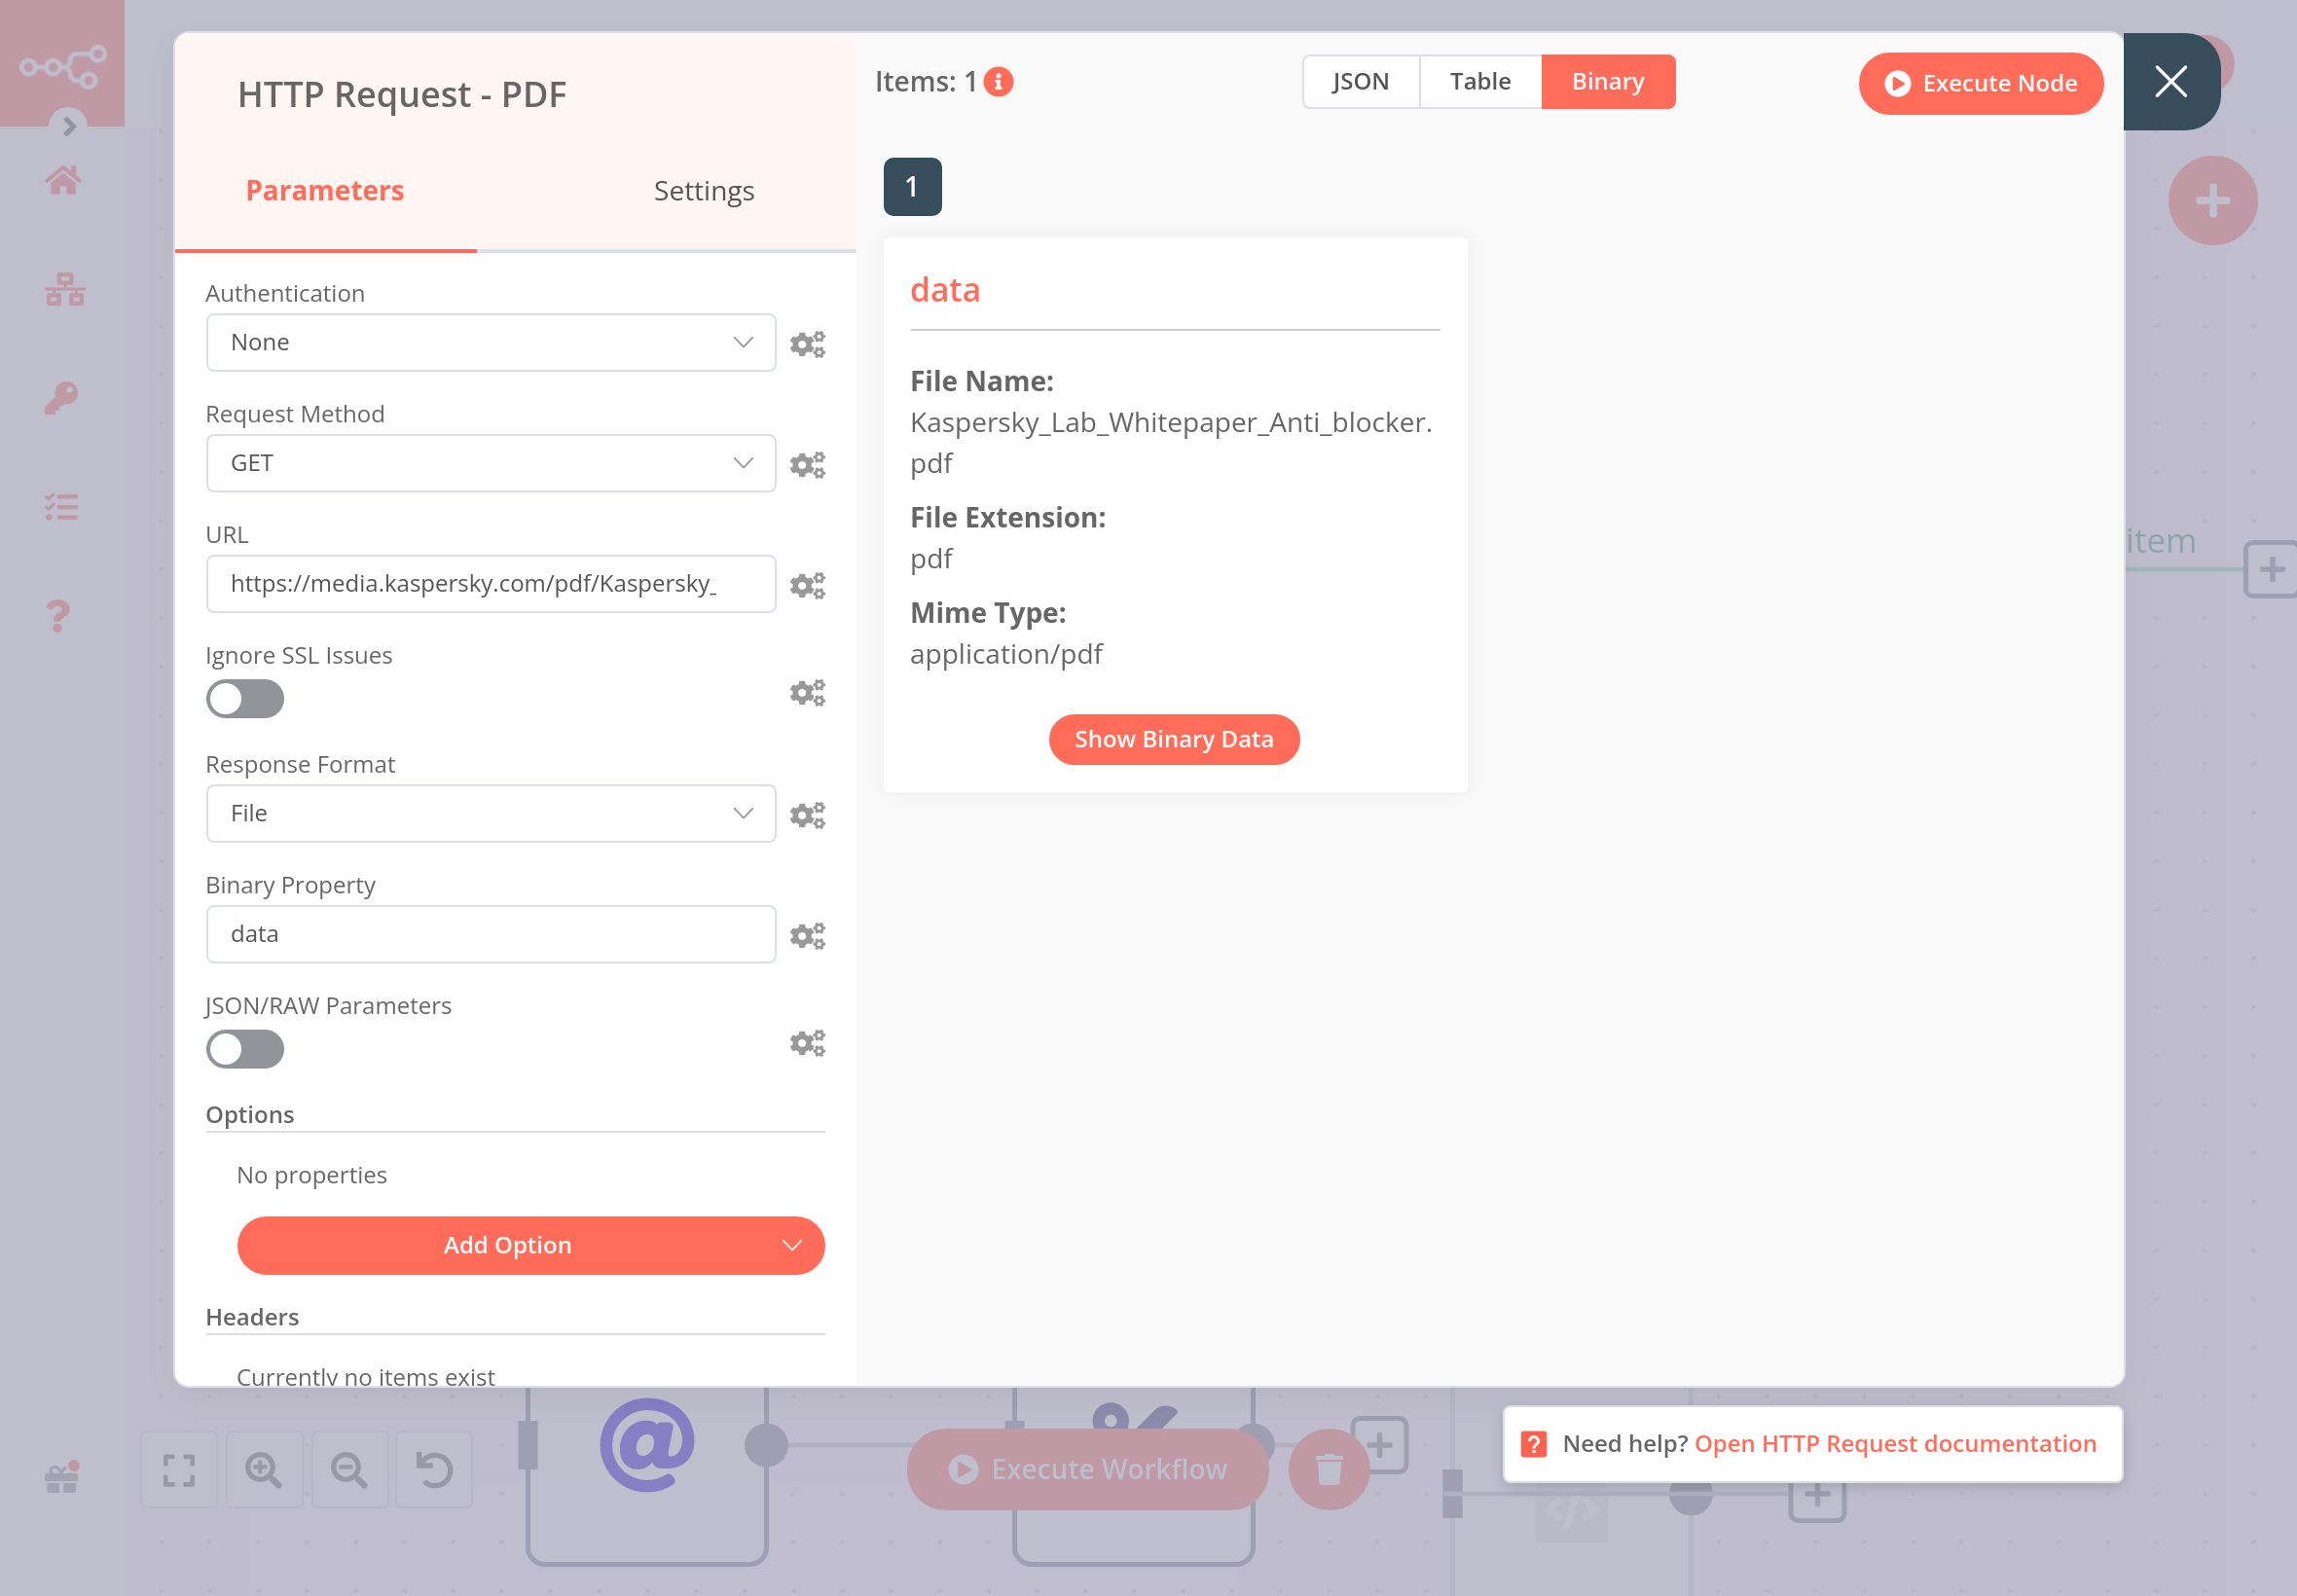 HTTP Request - PDF
Parameters
Settings
Authentication
None
Request Method
GET
URL
https://media.kaspersky.com/pdf/Kaspersky_
Ignore SSL Issues
Response Format
File
Binary Property
data
JSON/RAW Parameters
Options
No properties
Add Option
Headers
Currently no items exist
Items: 1
JSON
Table
Binary
Execute Node
1
data
File Name:
Kaspersky_Lab_Whitepaper_Anti_blocker.
pdf
File Extension:
pdf
Mime Type:
application/pdf
Show Binary Data
item
Execute Workflow
Need help? Open HTTP Request documentation